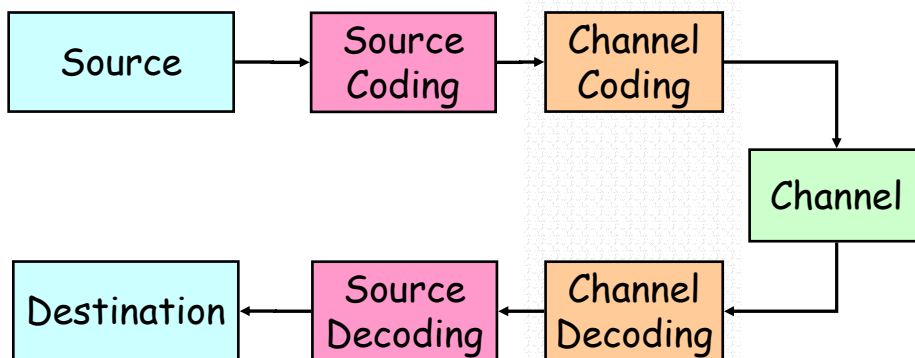 Source
Source
Coding
Channel
Coding
Channel
Destination
Source
Decoding
Channel
Decoding